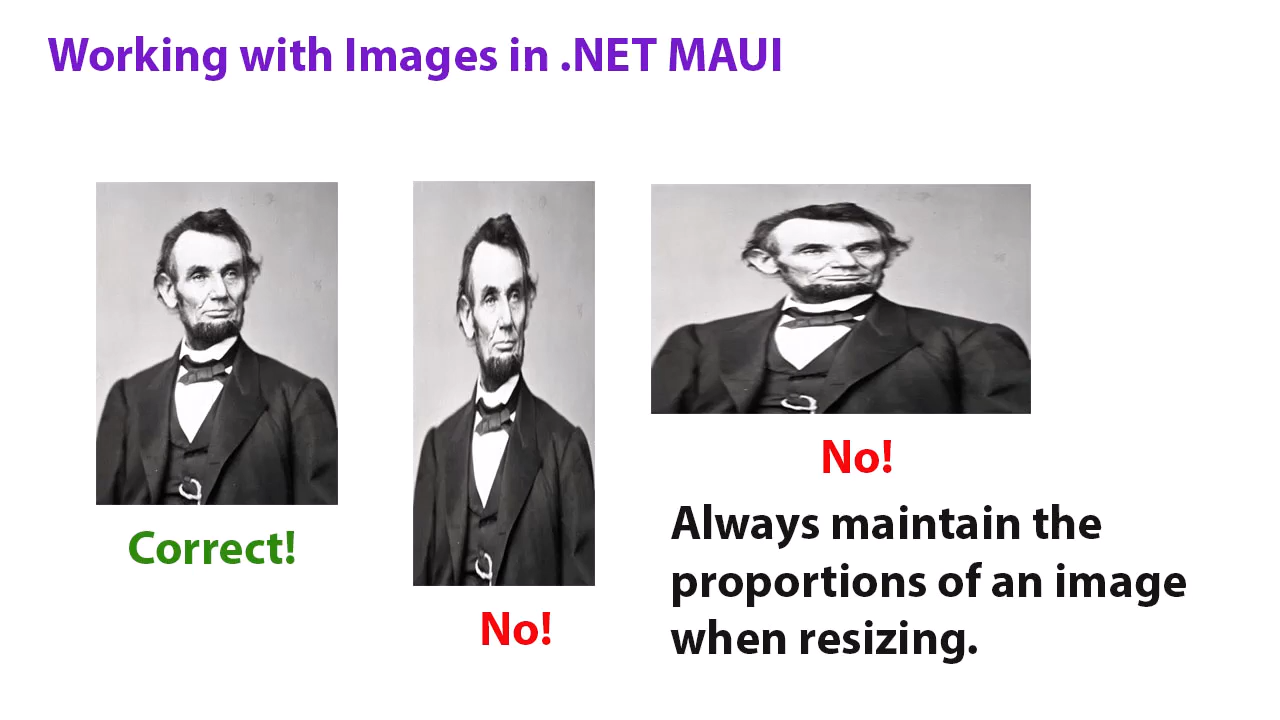 Working with Images in .NET MAUI
Correct!
No!
No!
Always maintain the
proportions of an image
when resizing.